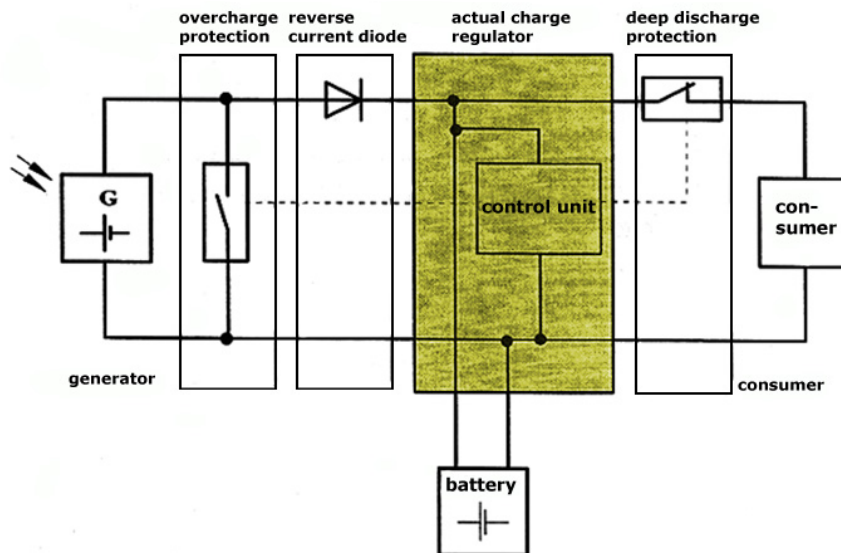 overcharge
protection
reverse
current diode
actual charge
regulator
deep discharge
protection
G
control unit
con-
sumer
generator
consumer
battery